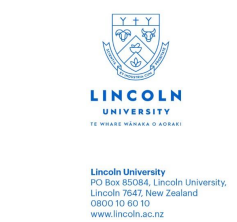 LINCOLN
UNIVERSITY
TE WHARE WĀNAKA O AORAKI
Lincoln University
PO Box 85084, Lincoln University,
Lincoln 7647, New Zealand
0800 10 60 10
www.lincoln.ac.nz